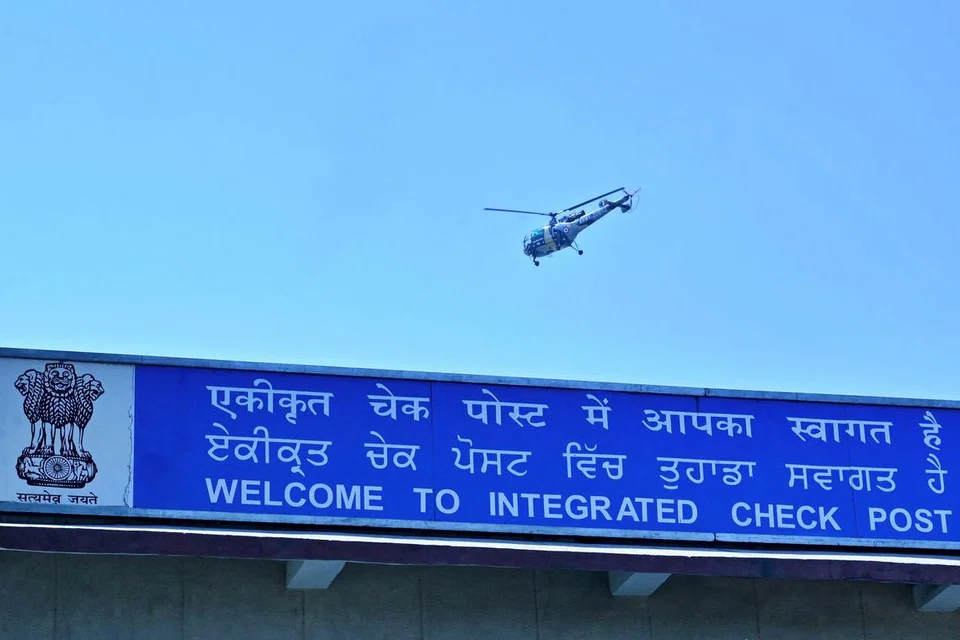 एकीकृत चेक पोस्ट में आपका स्वागत है
ਏਕੀਕ੍ਰਤ ਚੇਕ ਪੋਸਟ ਵਿੱਚ ਤੁਹਾਡਾ ਸਵਾਗਤ ਹੈ
WELCOME TO INTEGRATED CHECK POST
सत्यमेव जयते